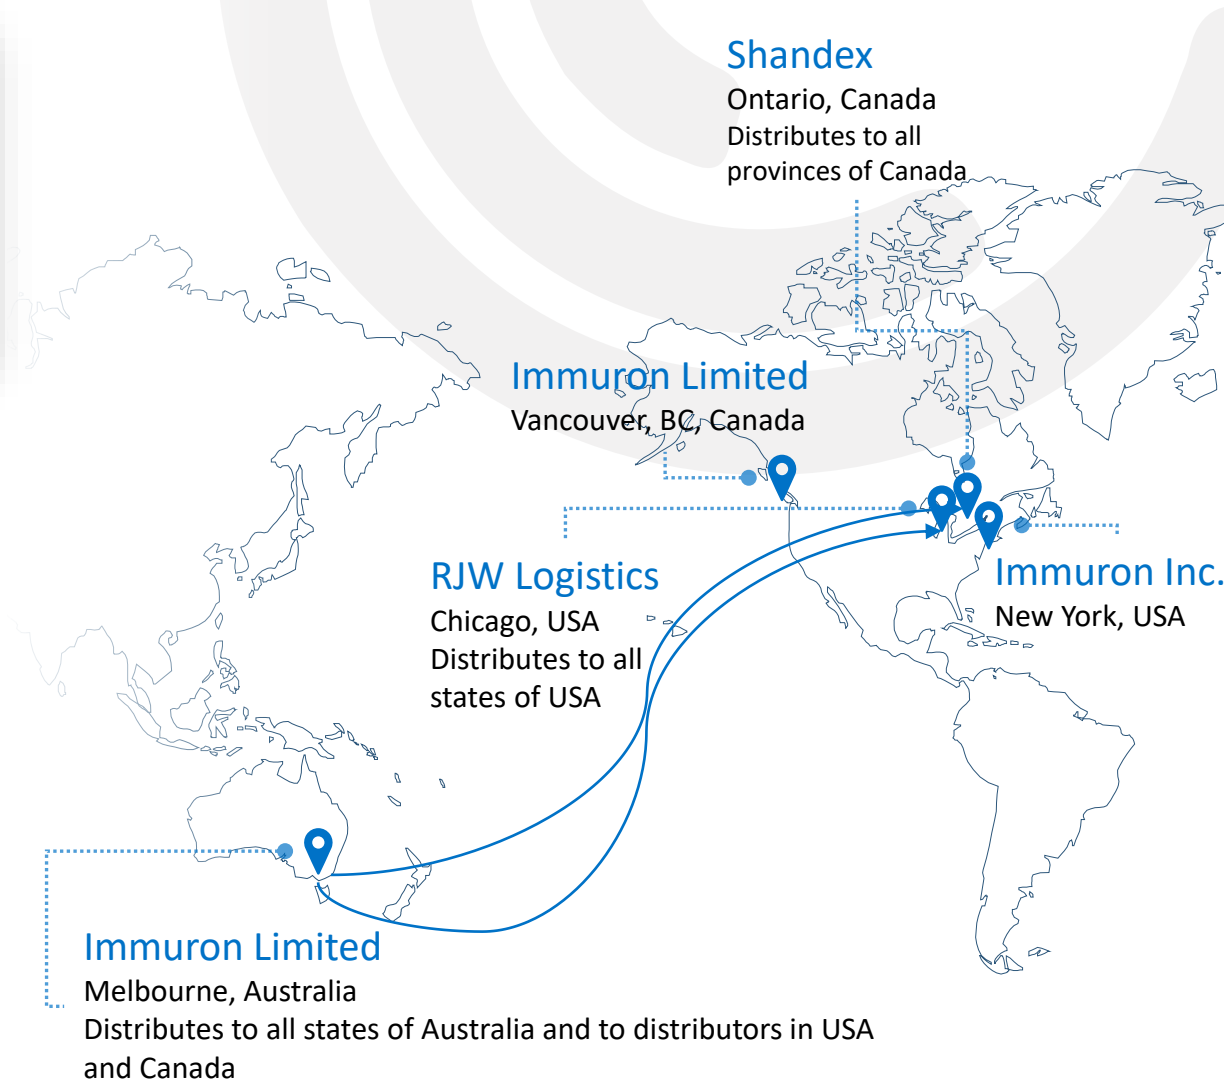 Shandex
Ontario, Canada
Distributes to all
provinces of Canada
Immuron Limited
Vancouver, BC, Canada
RJW Logistics
Chicago, USA
Distributes to all
states of USA
Immuron Inc.
New York, USA
Immuron Limited
Melbourne, Australia
Distributes to all states of Australia and to distributors in USA
and Canada